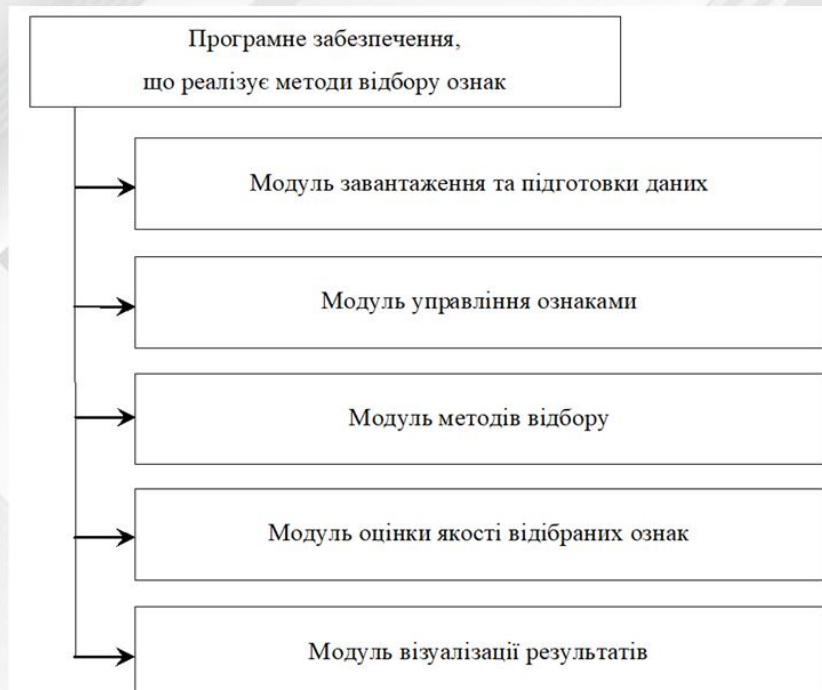 Програмне забезпечення,
що реалізує методи відбору ознак
Модуль завантаження та підготовки даних
Модуль управління ознаками
Модуль методів відбору
Модуль оцінки якості відібраних ознак
Модуль візуалізації результатів